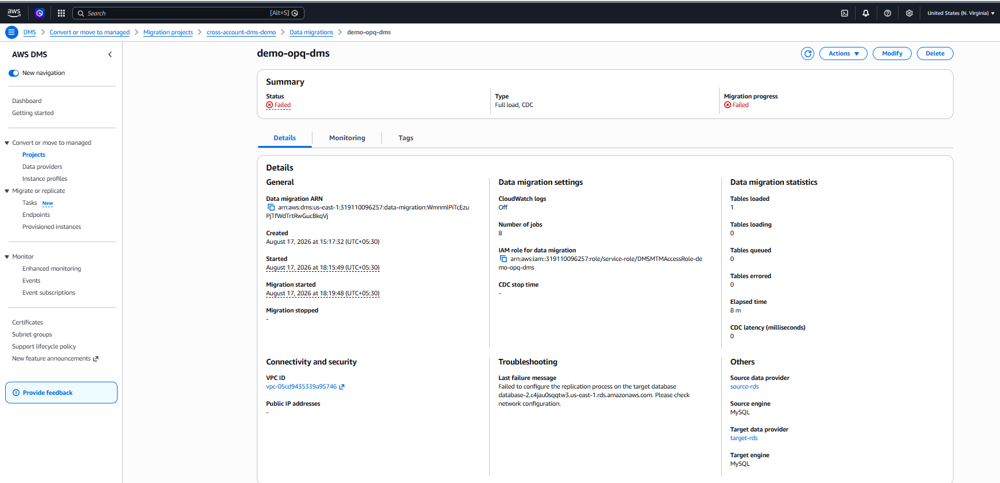 aws
Search
[Alt+S]
United States (N. Virginia)
DMS
Convert or move to managed
Migration projects
cross-account-dms-demo
Data migrations
demo-opq-dms
AWS DMS
New navigation
Dashboard
Getting started
Convert or move to managed
Projects
Data providers
Instance profiles
Migrate or replicate
Tasks New
Endpoints
Provisioned instances
Monitor
Enhanced monitoring
Events
Event subscriptions
Certificates
Subnet groups
Support lifecycle policy
New feature announcements
Provide feedback
demo-opq-dms
Actions
Modify
Delete
Summary
Status
Failed
Type
Full load, CDC
Migration progress
Failed
Details
Monitoring
Tags
Details
General
Data migration ARN
arn:aws:dms:us-east-1:319110096257:data-migration:WmnmlPiTcEzu
PjTfWdTrtRwGucBkqVj
Created
August 17, 2026 at 15:17:32 (UTC+05:30)
Started
August 17, 2026 at 18:15:49 (UTC+05:30)
Migration started
August 17, 2026 at 18:19:48 (UTC+05:30)
Migration stopped
-
Data migration settings
CloudWatch logs
Off
Number of jobs
8
IAM role for data migration
arn:aws:iam::319110096257:role/service-role/DMSMTMAccessRole-de
mo-opq-dms
CDC stop time
-
Data migration statistics
Tables loaded
1
Tables loading
0
Tables queued
0
Tables errored
0
Elapsed time
8 m
CDC latency (milliseconds)
0
Connectivity and security
VPC ID
vpc-05cd9435339a95746
Public IP addresses
-
Troubleshooting
Last failure message
Failed to configure the replication process on the target database
database-2.c4jau0sqqtw3.us-east-1.rds.amazonaws.com. Please check
network configuration.
Others
Source data provider
source-rds
Source engine
MySQL
Target data provider
target-rds
Target engine
MySQL